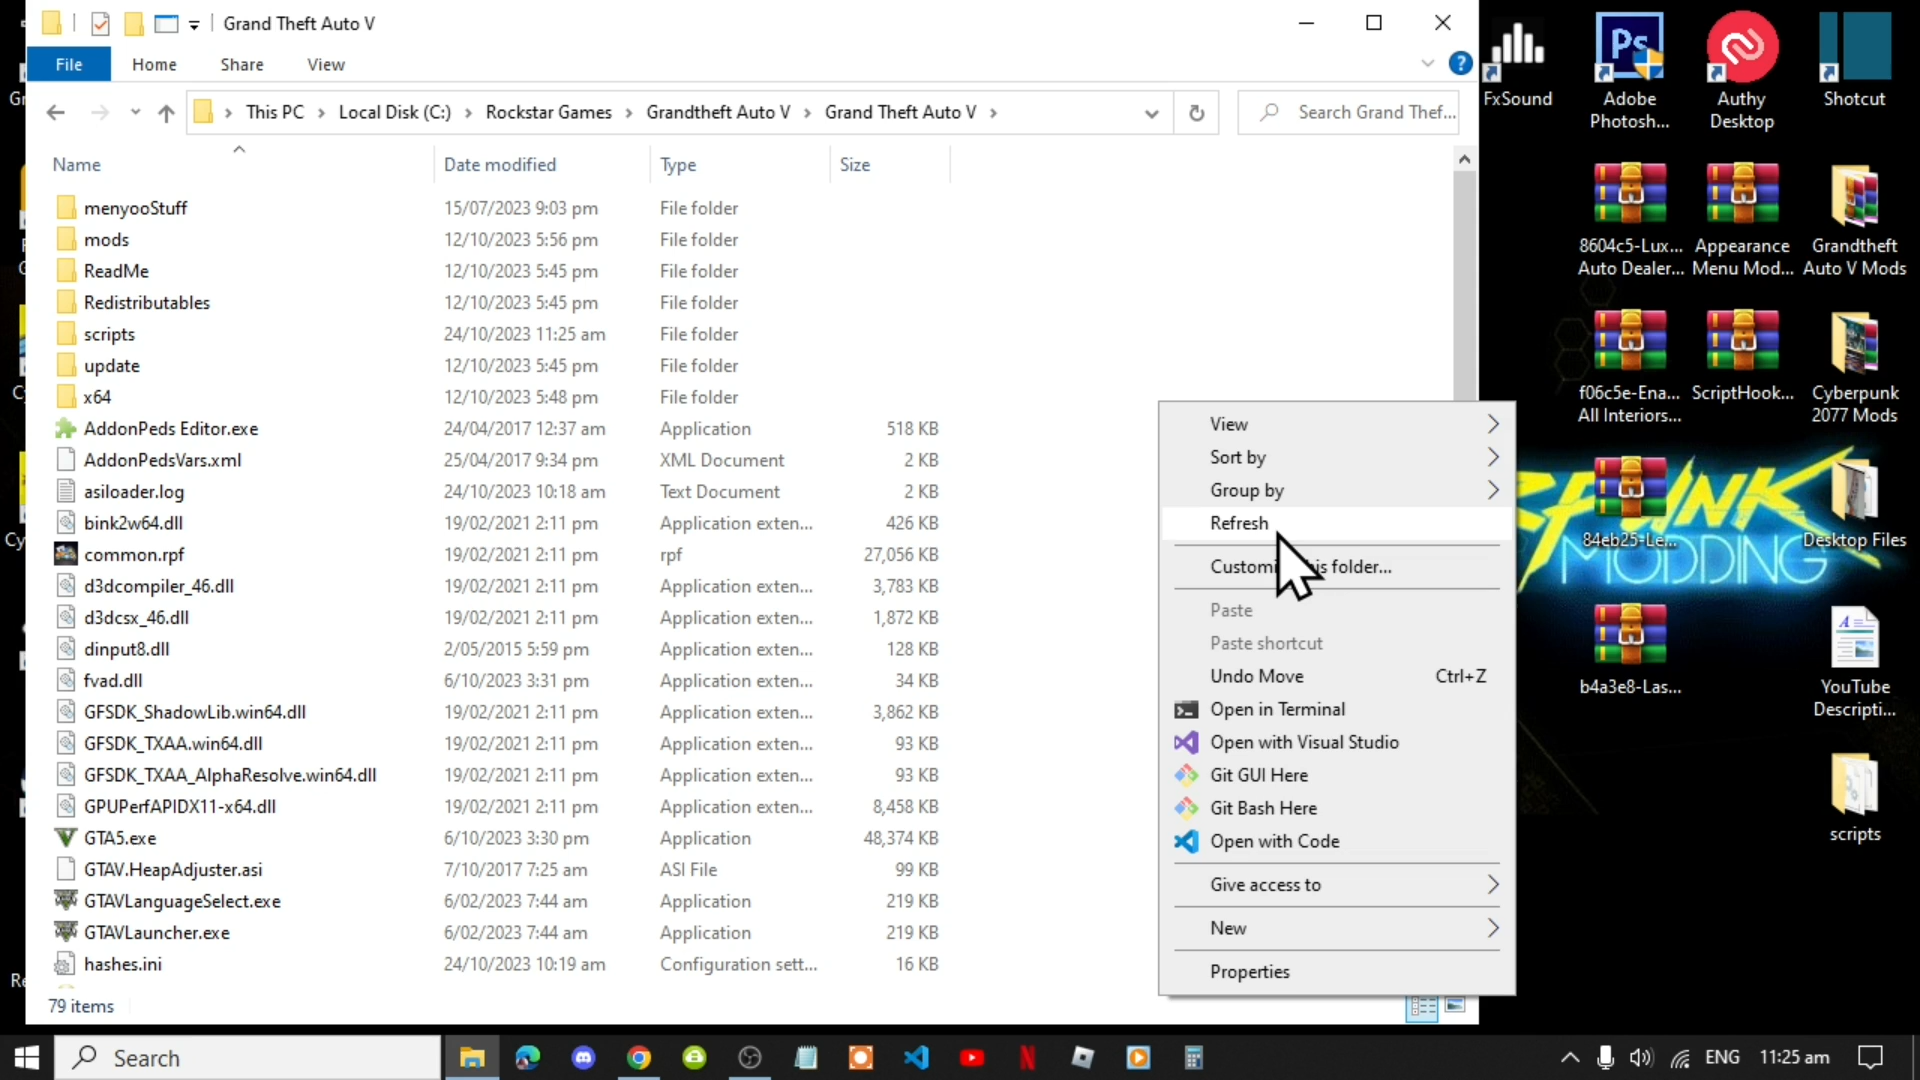 Grand Theft Auto V
File
Home
Share
View
?
This PC
Local Disk (C:)
Rockstar Games
Grandtheft Auto V
Grand Theft Auto V
Search Grand Thef...
Name
Date modified
Type
Size
menyooStuff 15/07/2023 9:03 pm File folder
mods 12/10/2023 5:56 pm File folder
ReadMe 12/10/2023 5:45 pm File folder
Redistributables 12/10/2023 5:45 pm File folder
scripts 24/10/2023 11:25 am File folder
update 12/10/2023 5:45 pm File folder
x64 12/10/2023 5:48 pm File folder
AddonPeds Editor.exe 24/04/2017 12:37 am Application 518 KB
AddonPedsVars.xml 25/04/2017 9:34 pm XML Document 2 KB
asiloader.log 24/10/2023 10:18 am Text Document 2 KB
bink2w64.dll 19/02/2021 2:11 pm Application exten... 426 KB
common.rpf 19/02/2021 2:11 pm rpf 27,056 KB
d3dcompiler_46.dll 19/02/2021 2:11 pm Application exten... 3,783 KB
d3dcsx_46.dll 19/02/2021 2:11 pm Application exten... 1,872 KB
dinput8.dll 2/05/2015 5:59 pm Application exten... 128 KB
fvad.dll 6/10/2023 3:31 pm Application exten... 34 KB
GFSDK_ShadowLib.win64.dll 19/02/2021 2:11 pm Application exten... 3,862 KB
GFSDK_TXAA.win64.dll 19/02/2021 2:11 pm Application exten... 93 KB
GFSDK_TXAA_AlphaResolve.win64.dll 19/02/2021 2:11 pm Application exten... 93 KB
GPUPerfAPIDX11-x64.dll 19/02/2021 2:11 pm Application exten... 8,458 KB
GTA5.exe 6/10/2023 3:30 pm Application 48,374 KB
GTAV.HeapAdjuster.asi 7/10/2017 7:25 am ASI File 99 KB
GTAVLanguageSelect.exe 6/02/2023 7:44 am Application 219 KB
GTAVLauncher.exe 6/02/2023 7:44 am Application 219 KB
hashes.ini 24/10/2023 10:19 am Configuration sett... 16 KB
79 items
View
Sort by
Group by
Refresh
folder...
Paste
Paste shortcut
Undo Move Ctrl+Z
Open in Terminal
Open with Visual Studio
Git GUI Here
Git Bash Here
Open with Code
Give access to
New
Properties
FxSound
Ps
Adobe
Photosh...
Authy
Desktop
Shotcut
8604c5-Lux...
Auto Dealer...
Appearance
Menu Mod...
Grandtheft
Auto V Mods
f06c5e-Ena...
All Interiors...
ScriptHook...
Cyberpunk
2077 Mods
84eb25-Le...
Desktop Files
MODDING
b4a3e8-Las...
YouTube
Descripti...
scripts
Search
ENG
11:25 am